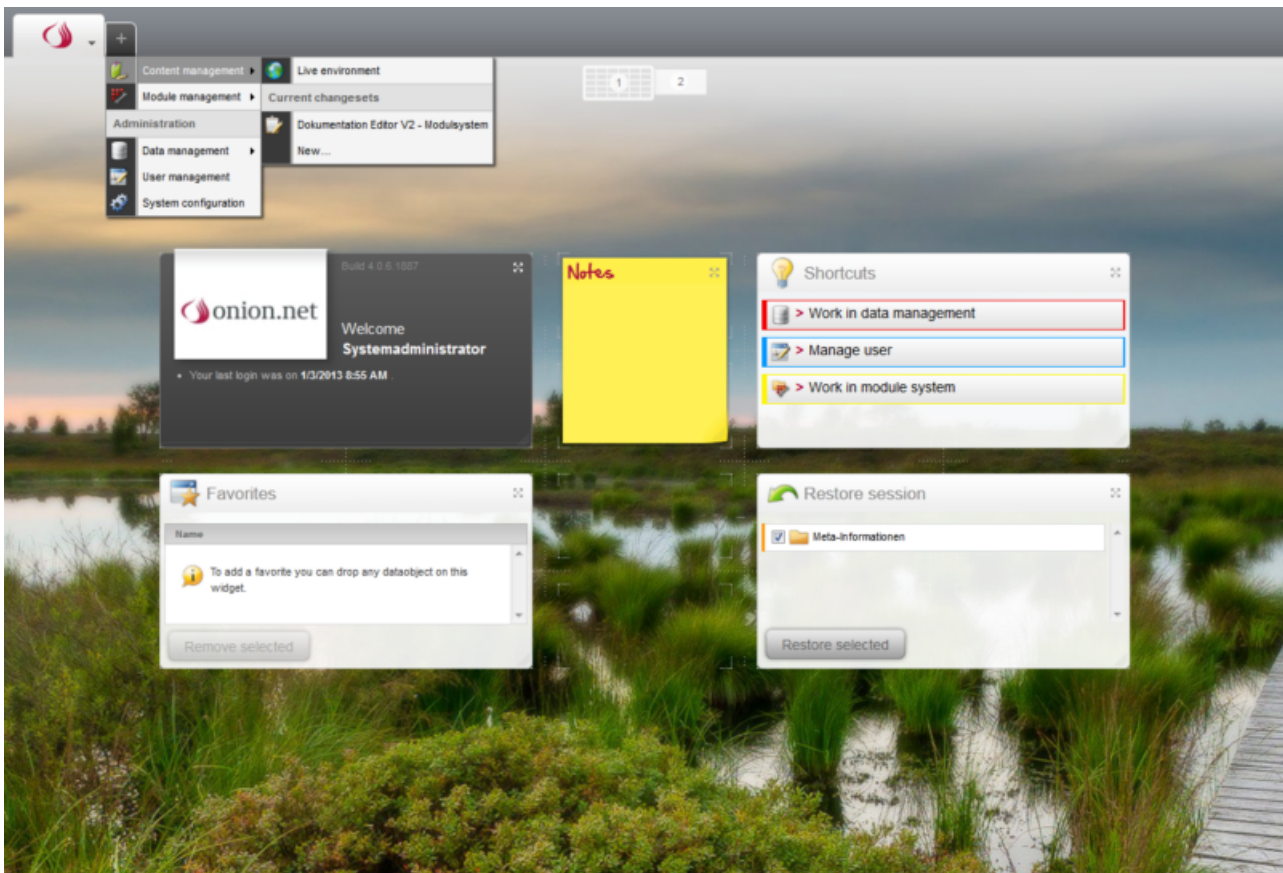 +
Content management
Live environment
1
2
Module management
Current changesets
Administration
Dokumentation Editor V2 - Modulsystem
Data management
New...
User management
System configuration
Build 4.0.6.1887
onion.net
Welcome
Systemadministrator
• Your last login was on 1/3/2013 8:55 AM .
Notes
Shortcuts
> Work in data management
> Manage user
> Work in module system
Favorites
Name
To add a favorite you can drop any dataobject on this
widget.
Remove selected
Restore session
Meta-Informationen
Restore selected